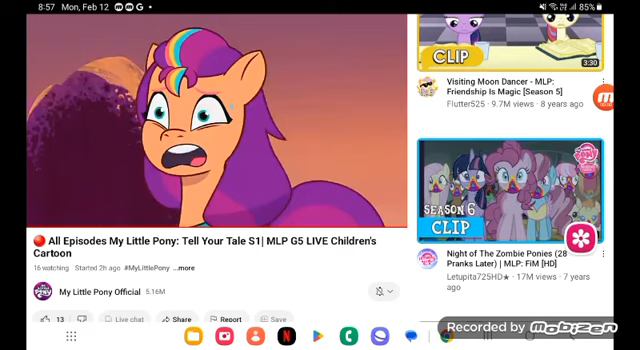 8:57 Mon, Feb 12
85%
CLIP
3:30
Visiting Moon Dancer - MLP:
Friendship Is Magic [Season 5]
Flutter525 • 9.7M views • 8 years ago
SEASON 6
CLIP
All Episodes My Little Pony: Tell Your Tale S1| MLP G5 LIVE Children's
Cartoon
16 watching Started 2h ago #MyLittlePony ...more
My Little Pony Official 5.16M
Night of The Zombie Ponies (28
Pranks Later) | MLP: FiM [HD]
Letupita725HD★ • 17M views • 7 years
ago
13
Live chat
Share
Report
Save
Recorded by mobizen